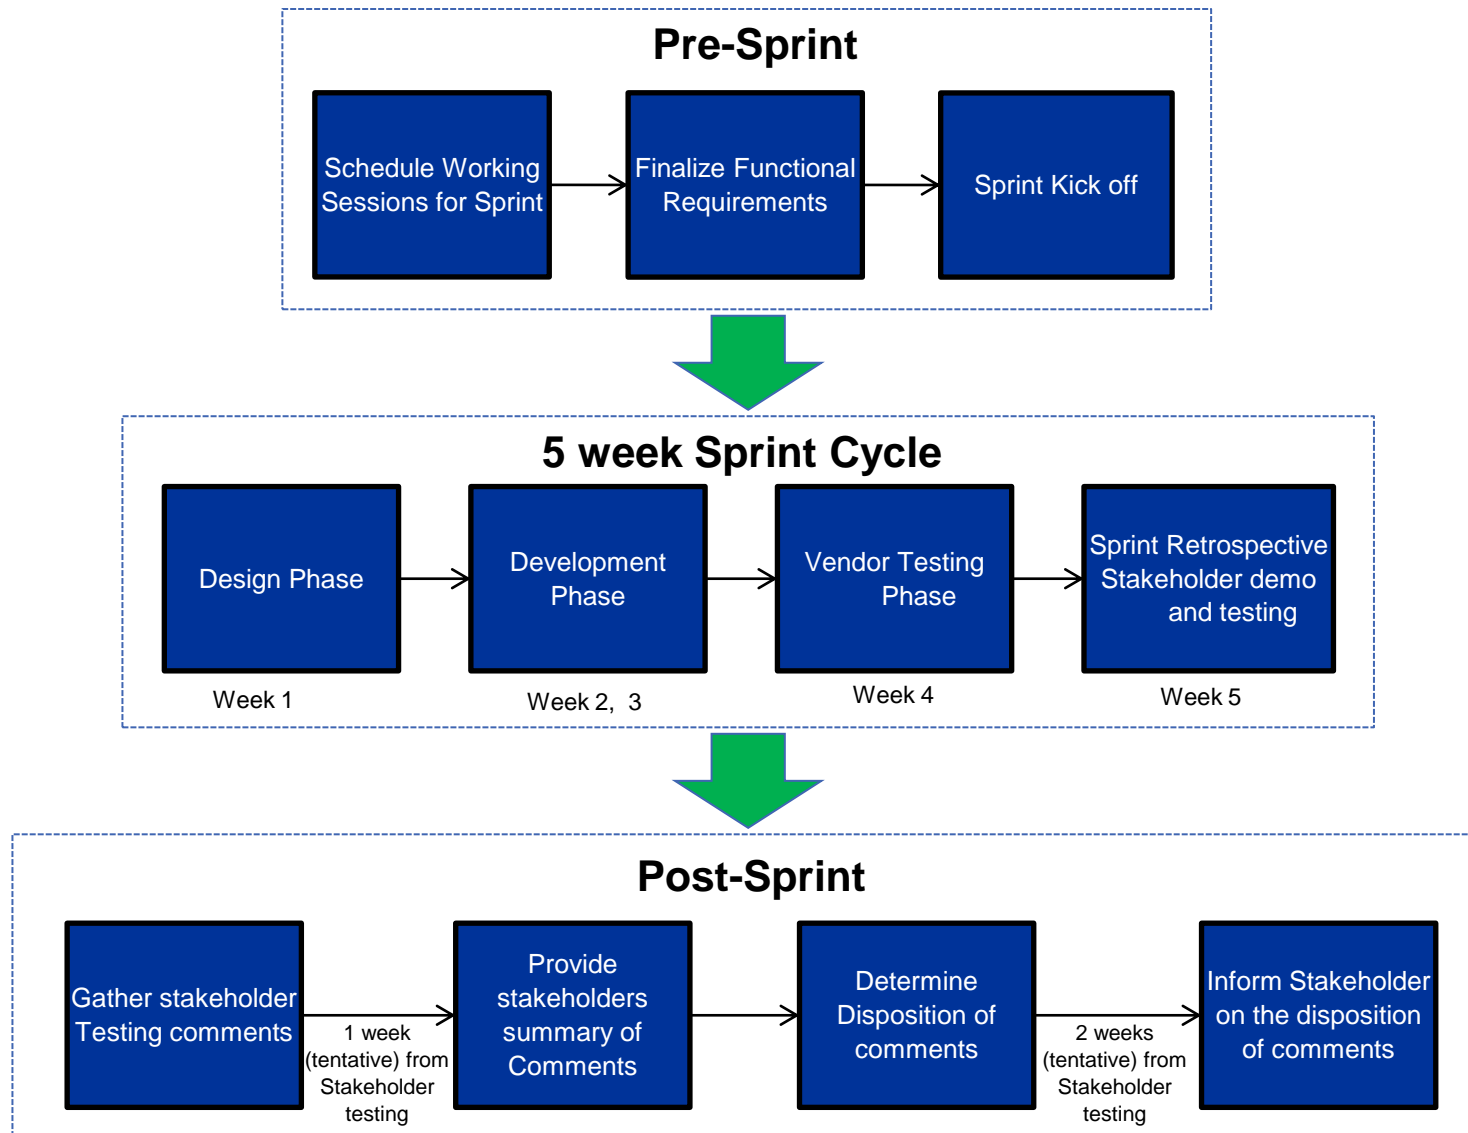 Pre-Sprint
Schedule Working
Sessions for Sprint
Finalize Functional
Requirements
Sprint Kick off
5 week Sprint Cycle
Design Phase
Development
Phase
Vendor Testing
Phase
Sprint Retrospective
Stakeholder demo
and testing
Week 1
Week 2, 3
Week 4
Week 5
Post-Sprint
Gather stakeholder
Testing comments
1 week
(tentative) from
Stakeholder
testing
Provide
stakeholders
summary of
Comments
Determine
Disposition of
comments
2 weeks
(tentative) from
Stakeholder
testing
Inform Stakeholder
on the disposition
of comments